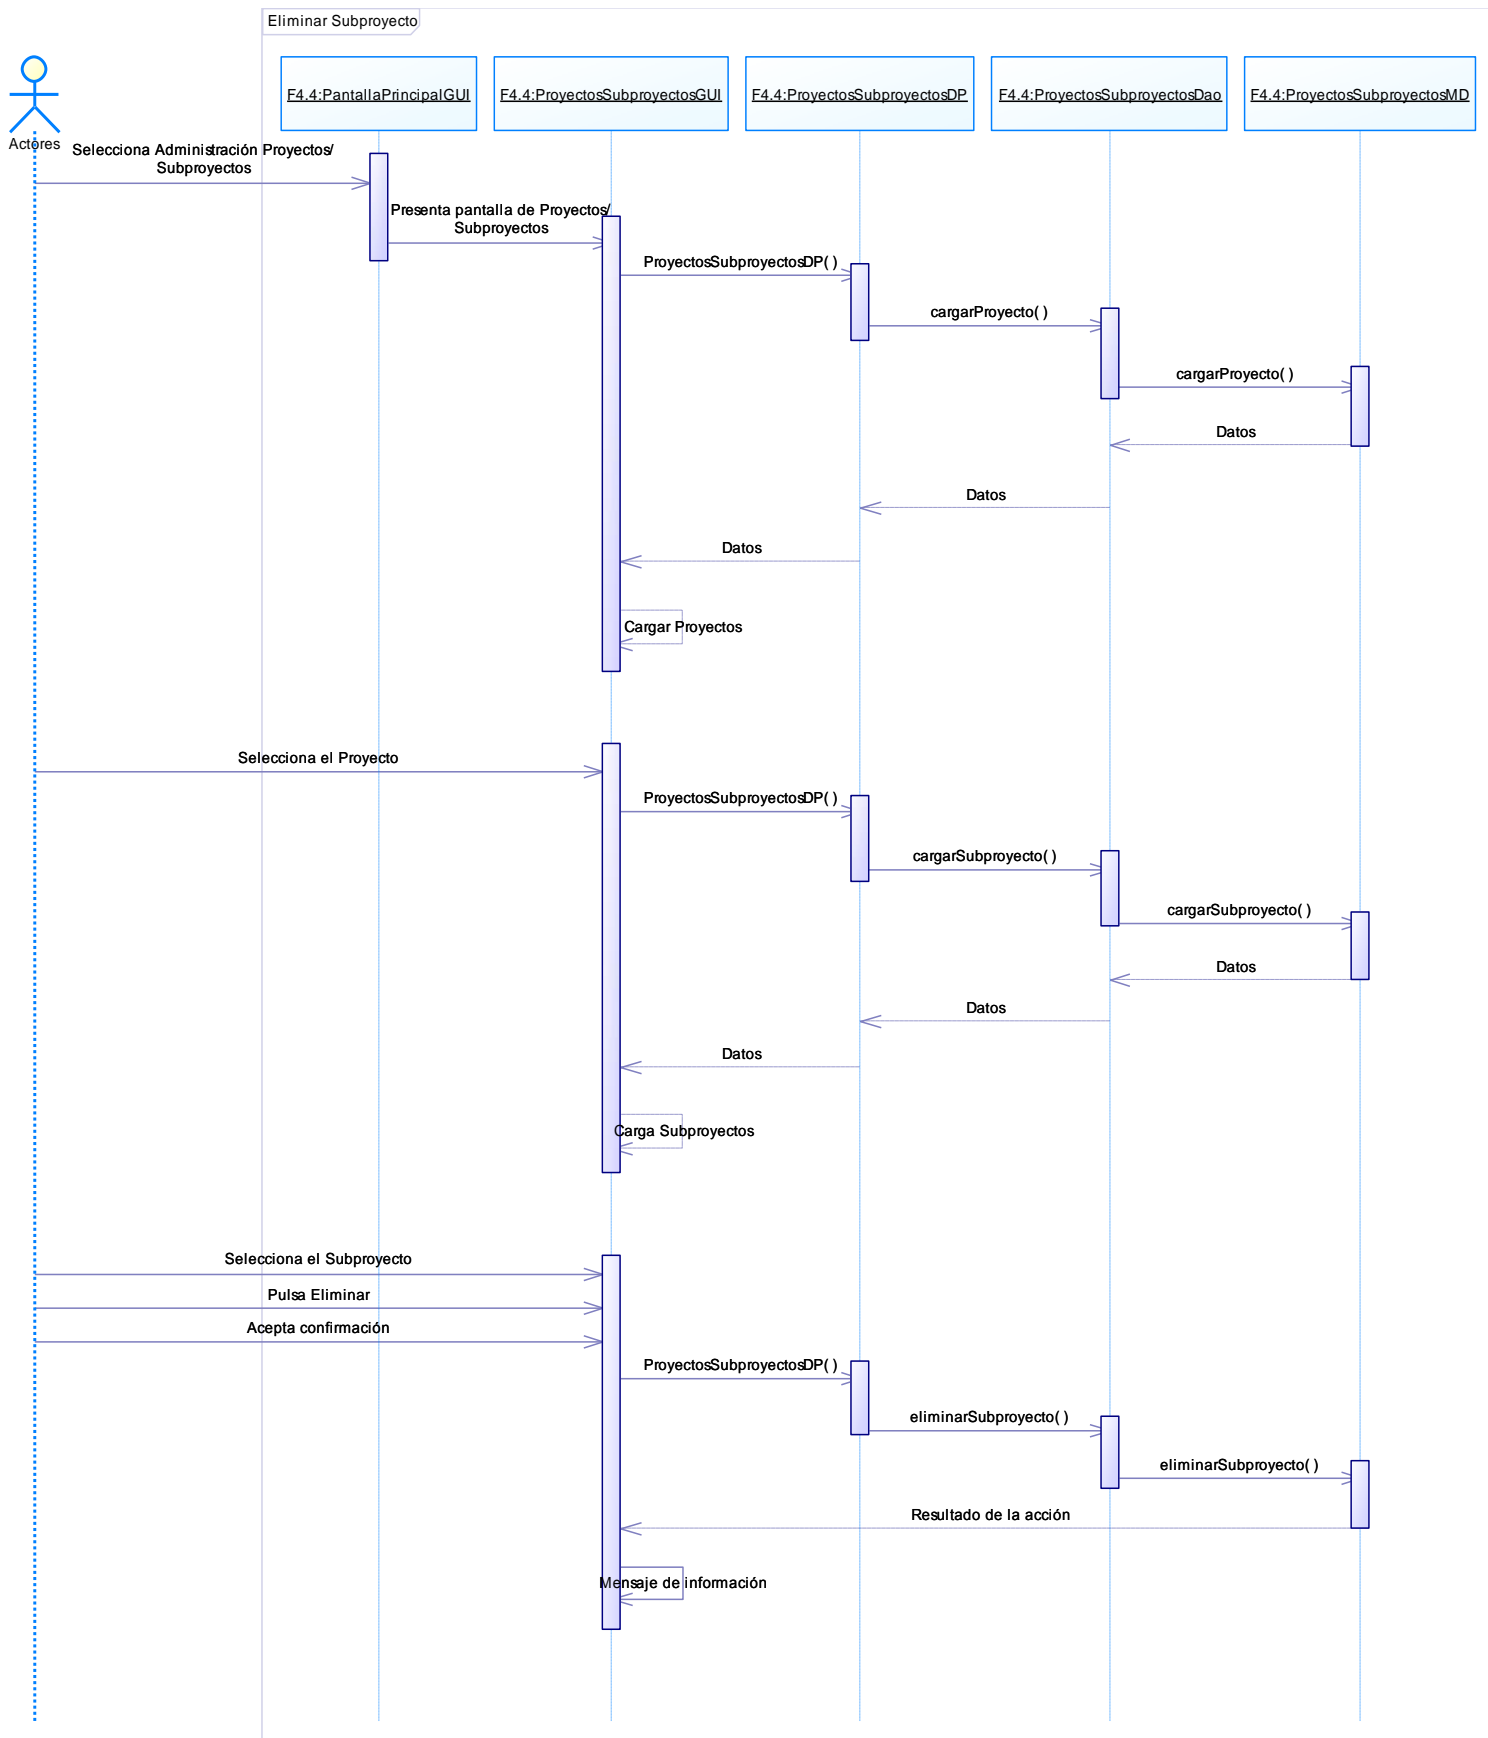 Eliminar Subproyecto
Actores
F4.4:PantallaPrincipalGUI
F4.4:ProyectosSubproyectosGUI
F4.4:ProyectosSubproyectosDP
F4.4:ProyectosSubproyectosDao
F4.4:ProyectosSubproyectosMD
Selecciona Administración Proyectos/
Subproyectos
Presenta pantalla de Proyectos/
Subproyectos
ProyectosSubproyectosDP( )
cargarProyecto( )
cargarProyecto( )
Datos
Datos
Datos
Cargar Proyectos
Selecciona el Proyecto
ProyectosSubproyectosDP( )
cargarSubproyecto( )
cargarSubproyecto( )
Datos
Datos
Datos
Carga Subproyectos
Selecciona el Subproyecto
Pulsa Eliminar
Acepta confirmación
ProyectosSubproyectosDP( )
eliminarSubproyecto( )
eliminarSubproyecto( )
Resultado de la acción
Mensaje de información